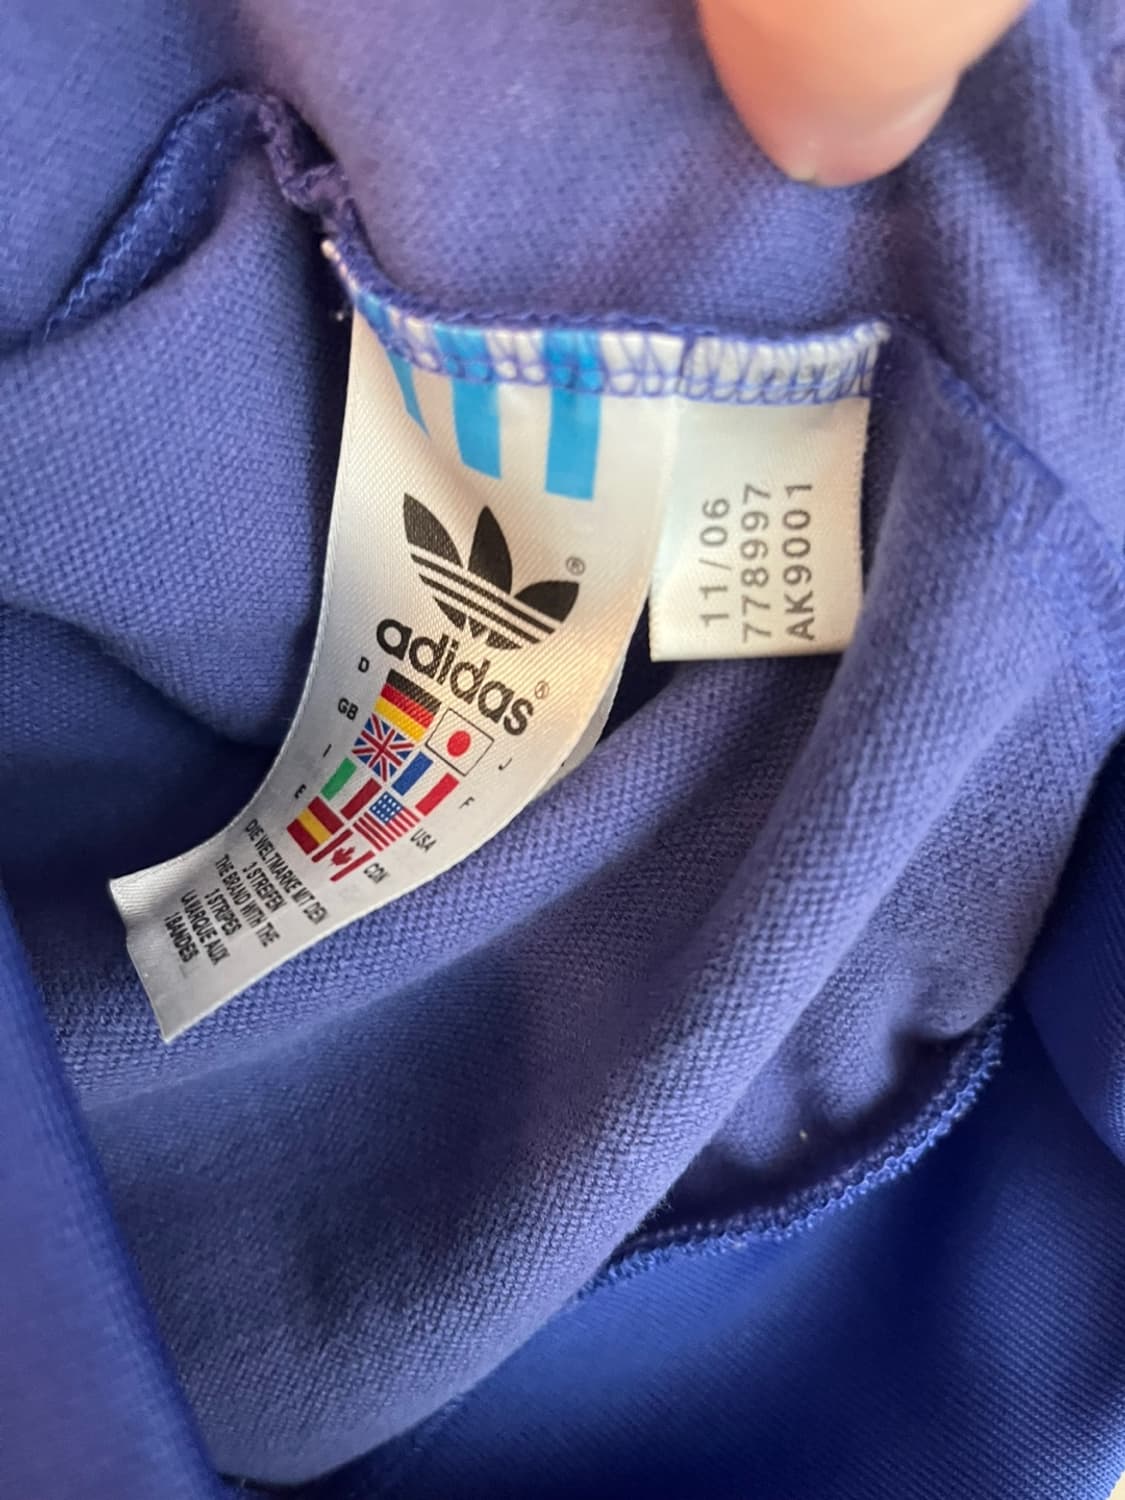 ®
adidas®
D
GB
J
I
F
E
USA
CDN
DIE WELTMARKE MIT DEN
3 STREIFEN
THE BRAND WITH THE
3 STRIPES
LA MARQUE AUX
3 BANDES
11/06
778997
AK9001